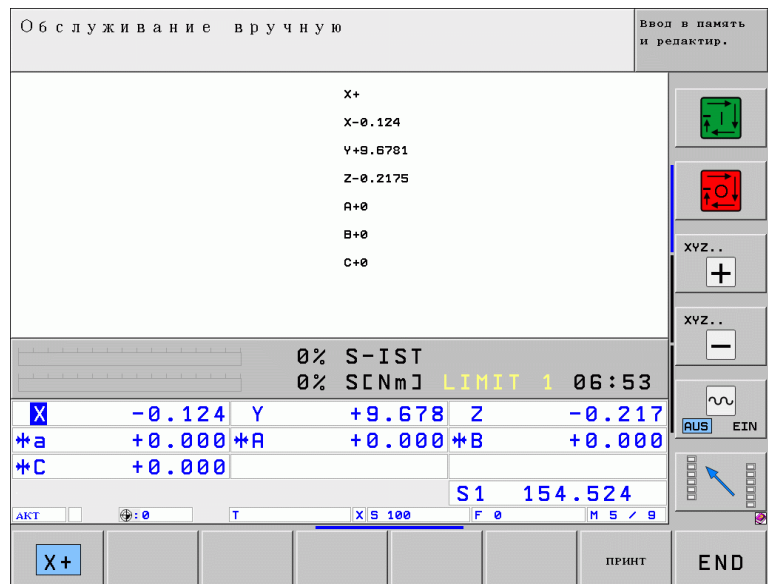 Обслуживание вручную
Ввод в память
и редактир.
X+
X-0.124
Y+9.6781
Z-0.2175
A+0
B+0
C+0
XYZ..
+
XYZ..
−
AUS EIN
0% S-IST
0% S[Nm] LIMIT 1 06:53
X -0.124 Y +9.678 Z -0.217
*a +0.000 *A +0.000 *B +0.000
*C +0.000
S1 154.524
АКТ :0 T X S 100 F 0 M 5 / 9
X+ ПРИНТ END